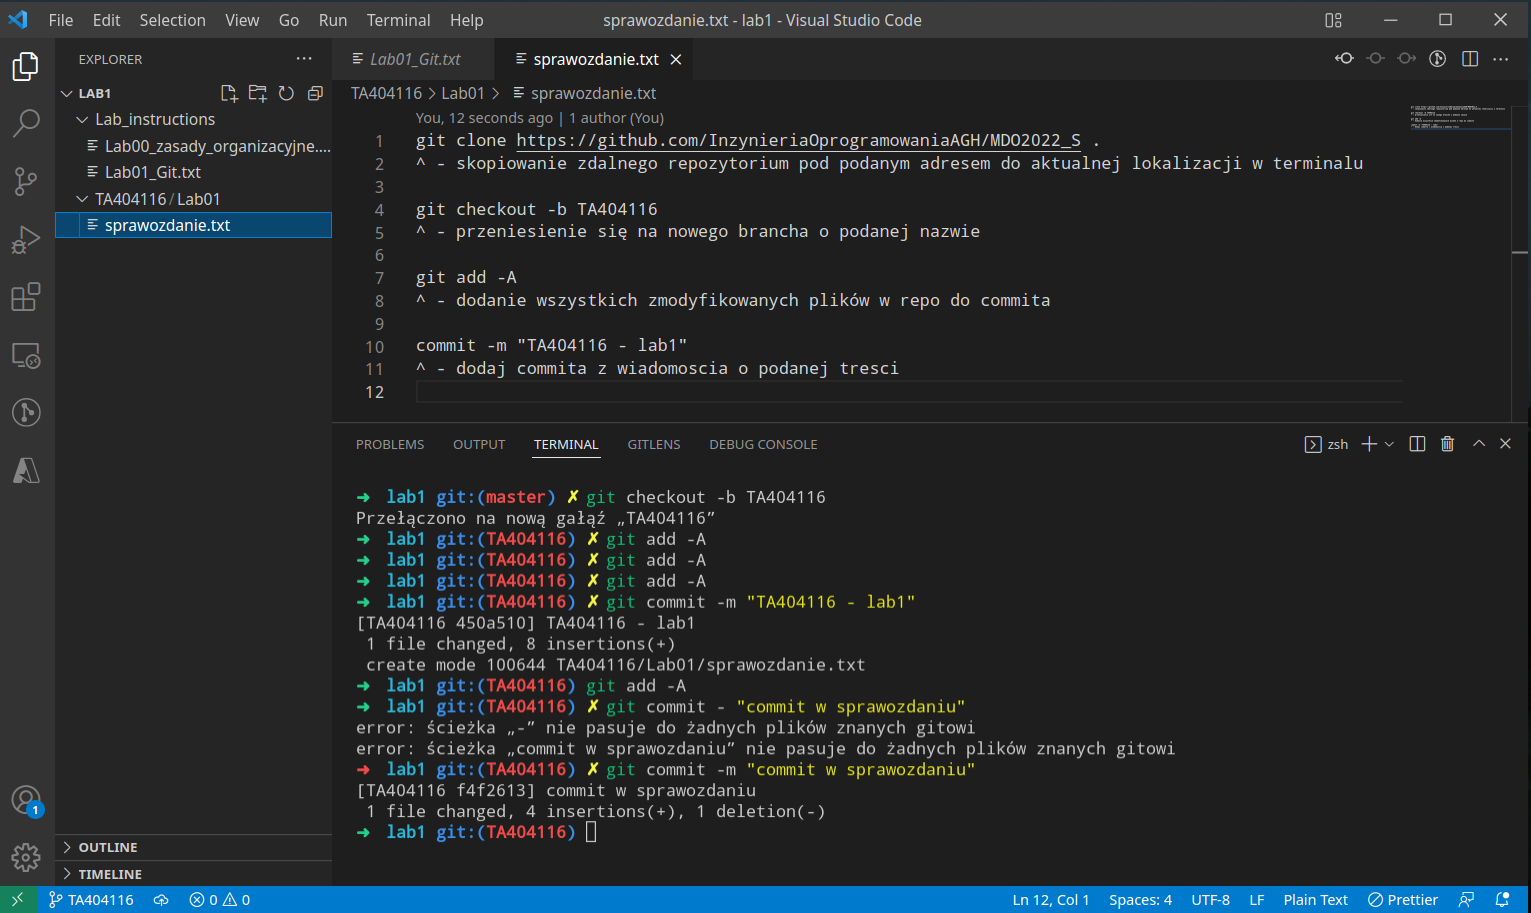 File Edit Selection View Go Run Terminal Help sprawozdanie.txt - lab1 - Visual Studio Code
EXPLORER
LAB1
Lab_instructions
Lab00_zasady_organizacyjne....
Lab01_Git.txt
TA404116 / Lab01
sprawozdanie.txt
OUTLINE
TIMELINE
Lab01_Git.txt sprawozdanie.txt
TA404116 > Lab01 > sprawozdanie.txt
You, 12 seconds ago | 1 author (You)
1 git clone https://github.com/InzynieriaOprogramowaniaAGH/MDO2022_S .
2 ^ - skopiowanie zdalnego repozytorium pod podanym adresem do aktualnej lokalizacji w terminalu
3
4 git checkout -b TA404116
5 ^ - przeniesienie się na nowego brancha o podanej nazwie
6
7 git add -A
8 ^ - dodanie wszystkich zmodyfikowanych plików w repo do commita
9
10 commit -m "TA404116 - lab1"
11 ^ - dodaj commita z wiadomoscia o podanej tresci
12
PROBLEMS OUTPUT TERMINAL GITLENS DEBUG CONSOLE zsh
➜ lab1 git:(master) ✗ git checkout -b TA404116
Przełączono na nową gałąź „TA404116”
➜ lab1 git:(TA404116) ✗ git add -A
➜ lab1 git:(TA404116) ✗ git add -A
➜ lab1 git:(TA404116) ✗ git add -A
➜ lab1 git:(TA404116) ✗ git commit -m "TA404116 - lab1"
[TA404116 450a510] TA404116 - lab1
1 file changed, 8 insertions(+)
create mode 100644 TA404116/Lab01/sprawozdanie.txt
➜ lab1 git:(TA404116) git add -A
➜ lab1 git:(TA404116) ✗ git commit - "commit w sprawozdaniu"
error: ścieżka „-” nie pasuje do żadnych plików znanych gitowi
error: ścieżka „commit w sprawozdaniu” nie pasuje do żadnych plików znanych gitowi
➜ lab1 git:(TA404116) ✗ git commit -m "commit w sprawozdaniu"
[TA404116 f4f2613] commit w sprawozdaniu
1 file changed, 4 insertions(+), 1 deletion(-)
➜ lab1 git:(TA404116)
1
TA404116 0 0 Ln 12, Col 1 Spaces: 4 UTF-8 LF Plain Text Prettier